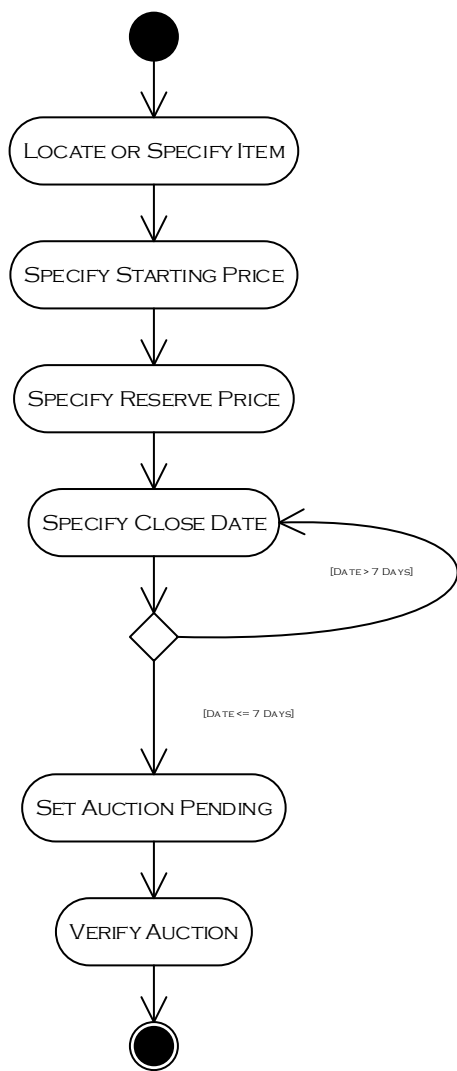 Locate or Specify Item
Specify Starting Price
Specify Reserve Price
Specify Close Date
[Date > 7 Days]
[Date <= 7 Days]
Set Auction Pending
Verify Auction